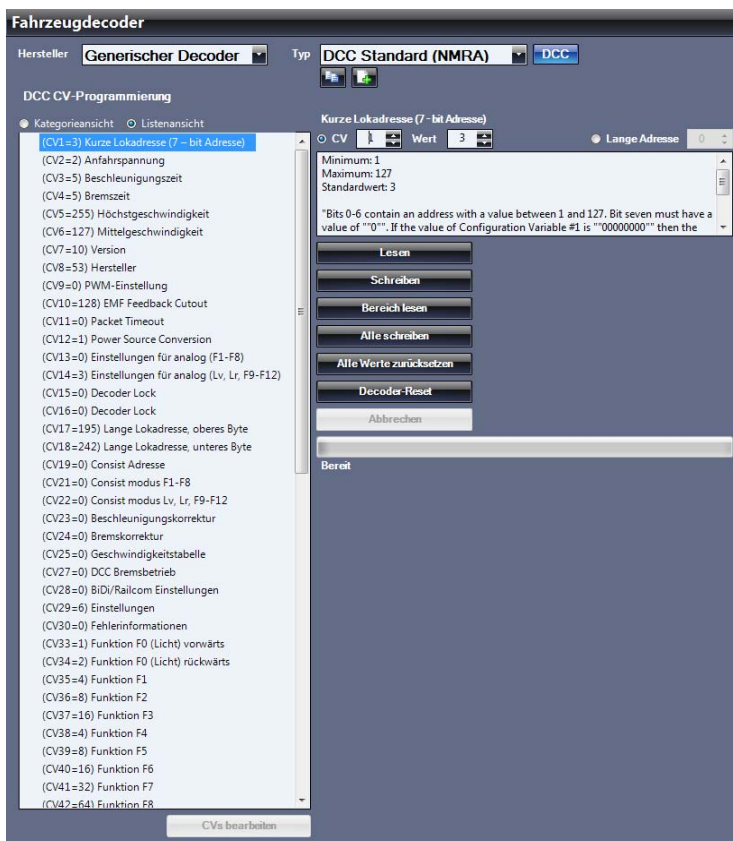 Fahrzeugdecoder
Hersteller Generischer Decoder Typ DCC Standard (NMRA) DCC
DCC CV-Programmierung
Kategorieansicht Listenansicht
(CV1=3) Kurze Lokadresse (7 – bit Adresse)
(CV2=2) Anfahrspannung
(CV3=5) Beschleunigungszeit
(CV4=5) Bremszeit
(CV5=255) Höchstgeschwindigkeit
(CV6=127) Mittelgeschwindigkeit
(CV7=10) Version
(CV8=53) Hersteller
(CV9=0) PWM-Einstellung
(CV10=128) EMF Feedback Cutout
(CV11=0) Packet Timeout
(CV12=1) Power Source Conversion
(CV13=0) Einstellungen für analog (F1-F8)
(CV14=3) Einstellungen für analog (Lv, Lr, F9-F12)
(CV15=0) Decoder Lock
(CV16=0) Decoder Lock
(CV17=195) Lange Lokadresse, oberes Byte
(CV18=242) Lange Lokadresse, unteres Byte
(CV19=0) Consist Adresse
(CV21=0) Consist modus F1-F8
(CV22=0) Consist modus Lv, Lr, F9-F12
(CV23=0) Beschleunigungskorrektur
(CV24=0) Bremskorrektur
(CV25=0) Geschwindigkeitstabelle
(CV27=0) DCC Bremsbetrieb
(CV28=0) BiDi/Railcom Einstellungen
(CV29=6) Einstellungen
(CV30=0) Fehlerinformationen
(CV33=1) Funktion F0 (Licht) vorwärts
(CV34=2) Funktion F0 (Licht) rückwärts
(CV35=4) Funktion F1
(CV36=8) Funktion F2
(CV37=16) Funktion F3
(CV38=4) Funktion F4
(CV39=8) Funktion F5
(CV40=16) Funktion F6
(CV41=32) Funktion F7
(CV42=64) Funktion F8
CVs bearbeiten
Kurze Lokadresse (7-bit Adresse)
CV 1 Wert 3 Lange Adresse 0
Minimum: 1
Maximum: 127
Standardwert: 3
"Bits 0-6 contain an address with a value between 1 and 127. Bit seven must have a
value of ""0"". If the value of Configuration Variable #1 is ""00000000"" then the
Lesen
Schreiben
Bereich lesen
Alle schreiben
Alle Werte zurücksetzen
Decoder-Reset
Abbrechen
Bereit